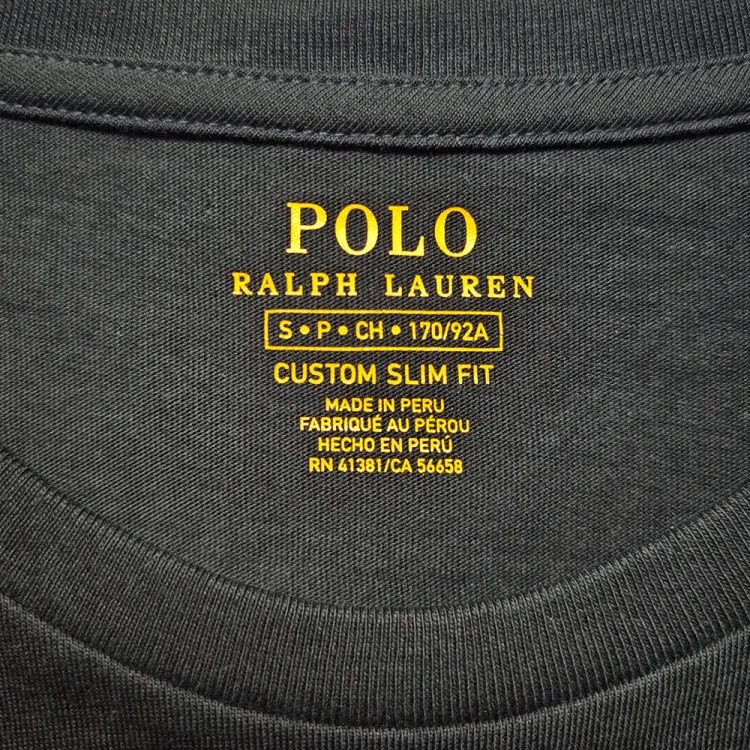 POLO
RALPH LAUREN
S • P • CH • 170/92A
CUSTOM SLIM FIT
MADE IN PERU
FABRIQUÉ AU PÉROU
HECHO EN PERÚ
RN 41381/CA 56658